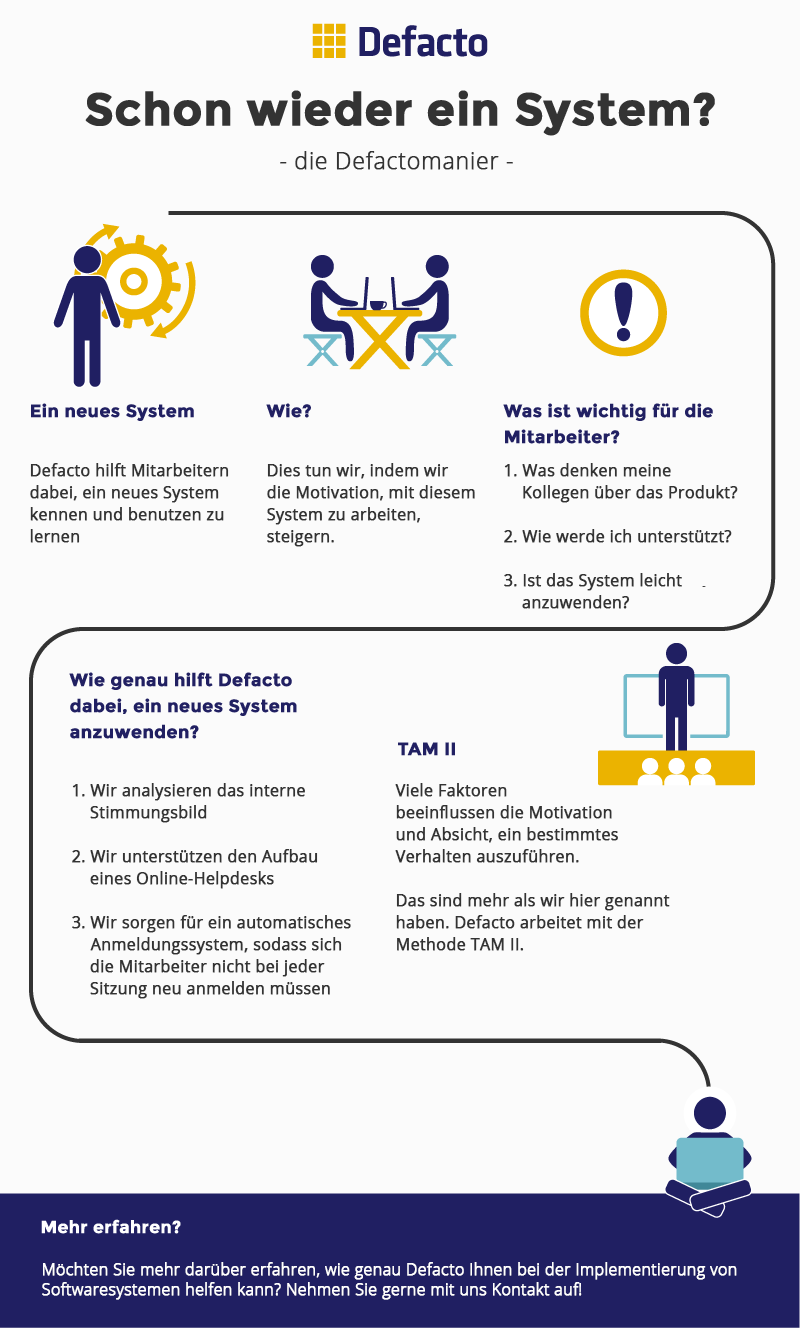 Defacto
Schon wieder ein System?
- die Defactomanier -
Ein neues System
Defacto hilft Mitarbeitern
dabei, ein neues System
kennen und benutzen zu
lernen
Wie?
Dies tun wir, indem wir
die Motivation, mit diesem
System zu arbeiten,
steigern.
Was ist wichtig für die
Mitarbeiter?
1. Was denken meine
Kollegen über das Produkt?
2. Wie werde ich unterstützt?
3. Ist das System leicht -
anzuwenden?
Wie genau hilft Defacto
dabei, ein neues System
anzuwenden?
1. Wir analysieren das interne
Stimmungsbild
2. Wir unterstützen den Aufbau
eines Online-Helpdesks
3. Wir sorgen für ein automatisches
Anmeldungssystem, sodass sich
die Mitarbeiter nicht bei jeder
Sitzung neu anmelden müssen
TAM II
Viele Faktoren
beeinflussen die Motivation
und Absicht, ein bestimmtes
Verhalten auszuführen.
Das sind mehr als wir hier genannt
haben. Defacto arbeitet mit der
Methode TAM II.
Mehr erfahren?
Möchten Sie mehr darüber erfahren, wie genau Defacto Ihnen bei der Implementierung von
Softwaresystemen helfen kann? Nehmen Sie gerne mit uns Kontakt auf!